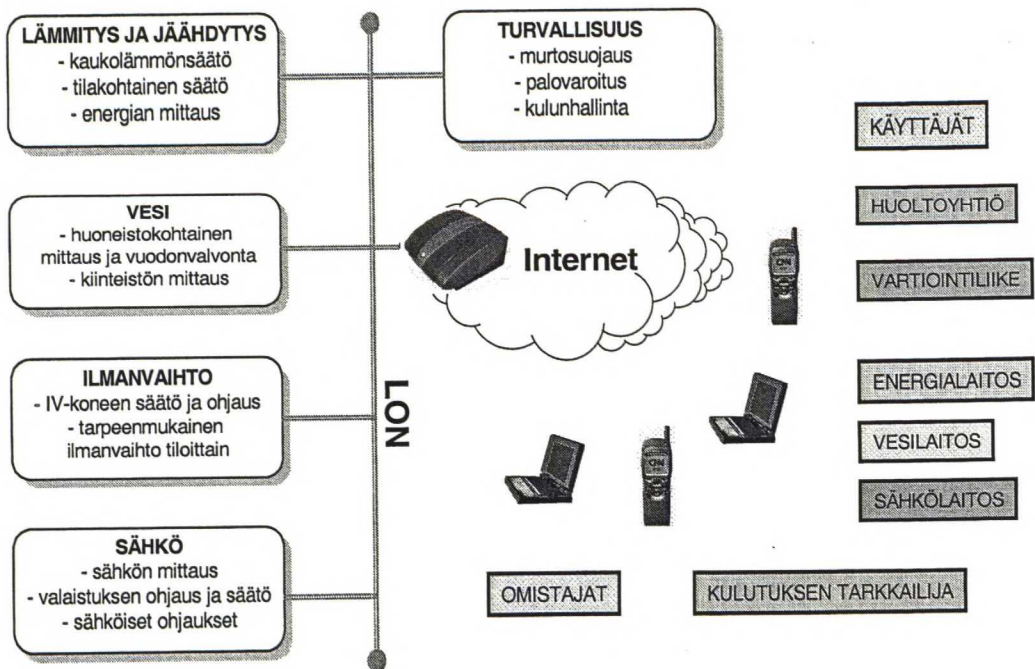 LÄMMITYS JA JÄÄHDYTYS
- kaukolämmönsäätö
- tilakohtainen säätö
- energian mittaus
TURVALLISUUS
- murtosuojaus
- palovaroitus
- kulunhallinta
VESI
- huoneistokohtainen
mittaus ja vuodonvalvonta
- kiinteistön mittaus
ILMANVAIHTO
- IV-koneen säätö ja ohjaus
- tarpeenmukainen
ilmanvaihto tiloittain
SÄHKÖ
- sähkön mittaus
- valaistuksen ohjaus ja säätö
- sähköiset ohjaukset
LON
Internet
ON
ON
KÄYTTÄJÄT
HUOLTOYHTIÖ
VARTIOINTILIIKE
ENERGIALAITOS
VESILAITOS
SÄHKÖLAITOS
OMISTAJAT
KULUTUKSEN TARKKAILIJA